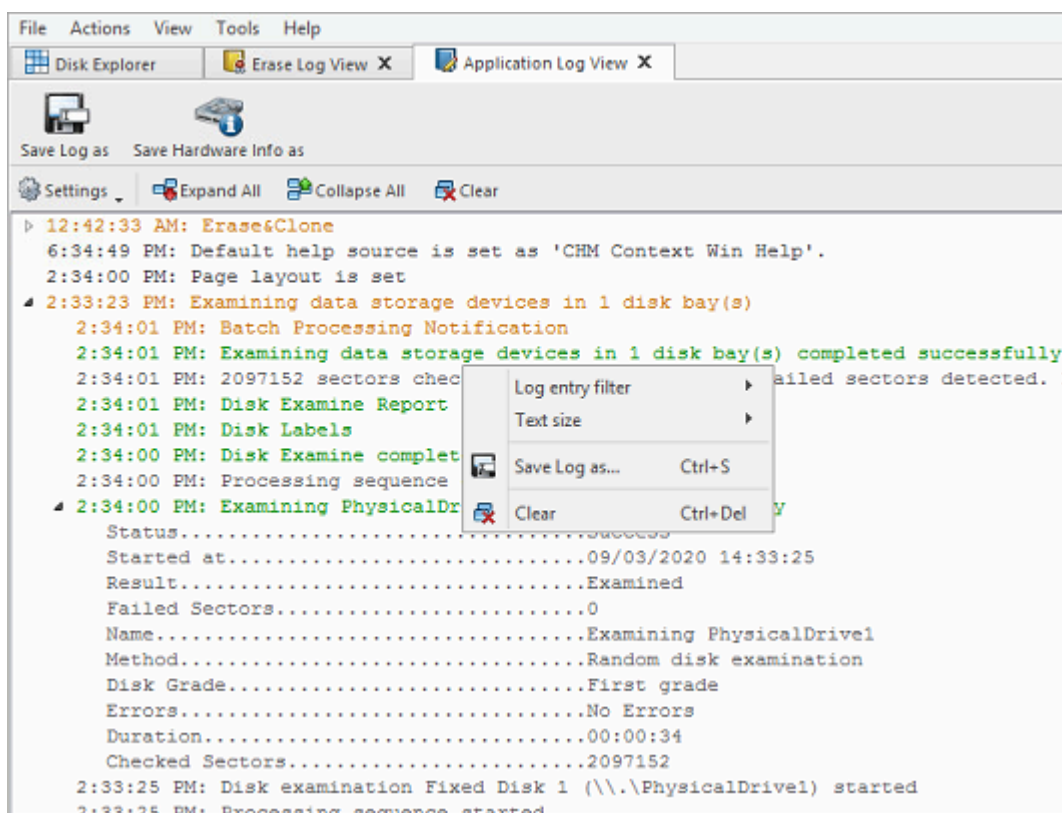 File Actions View Tools Help
Disk Explorer Erase Log View X Application Log View X
Save Log as Save Hardware Info as
Settings Expand All Collapse All Clear
12:42:33 AM: Erase&Clone
6:34:49 PM: Default help source is set as 'CHM Context Win Help'.
2:34:00 PM: Page layout is set
2:33:23 PM: Examining data storage devices in 1 disk bay(s)
2:34:01 PM: Batch Processing Notification
2:34:01 PM: Examining data storage devices in 1 disk bay(s) completed successfully
2:34:01 PM: 2097152 sectors chec ailed sectors detected.
Log entry filter
2:34:01 PM: Disk Examine Report
Text size
2:34:01 PM: Disk Labels
2:34:00 PM: Disk Examine complet
Save Log as... Ctrl+S
2:34:00 PM: Processing sequence
2:34:00 PM: Examining PhysicalDr y
Clear Ctrl+Del
Status..................................Success
Started at..............................09/03/2020 14:33:25
Result..................................Examined
Failed Sectors..........................0
Name....................................Examining PhysicalDrive1
Method..................................Random disk examination
Disk Grade..............................First grade
Errors..................................No Errors
Duration................................00:00:34
Checked Sectors.........................2097152
2:33:25 PM: Disk examination Fixed Disk 1 (\\.\PhysicalDrive1) started
2:33:25 PM: Processing sequence started